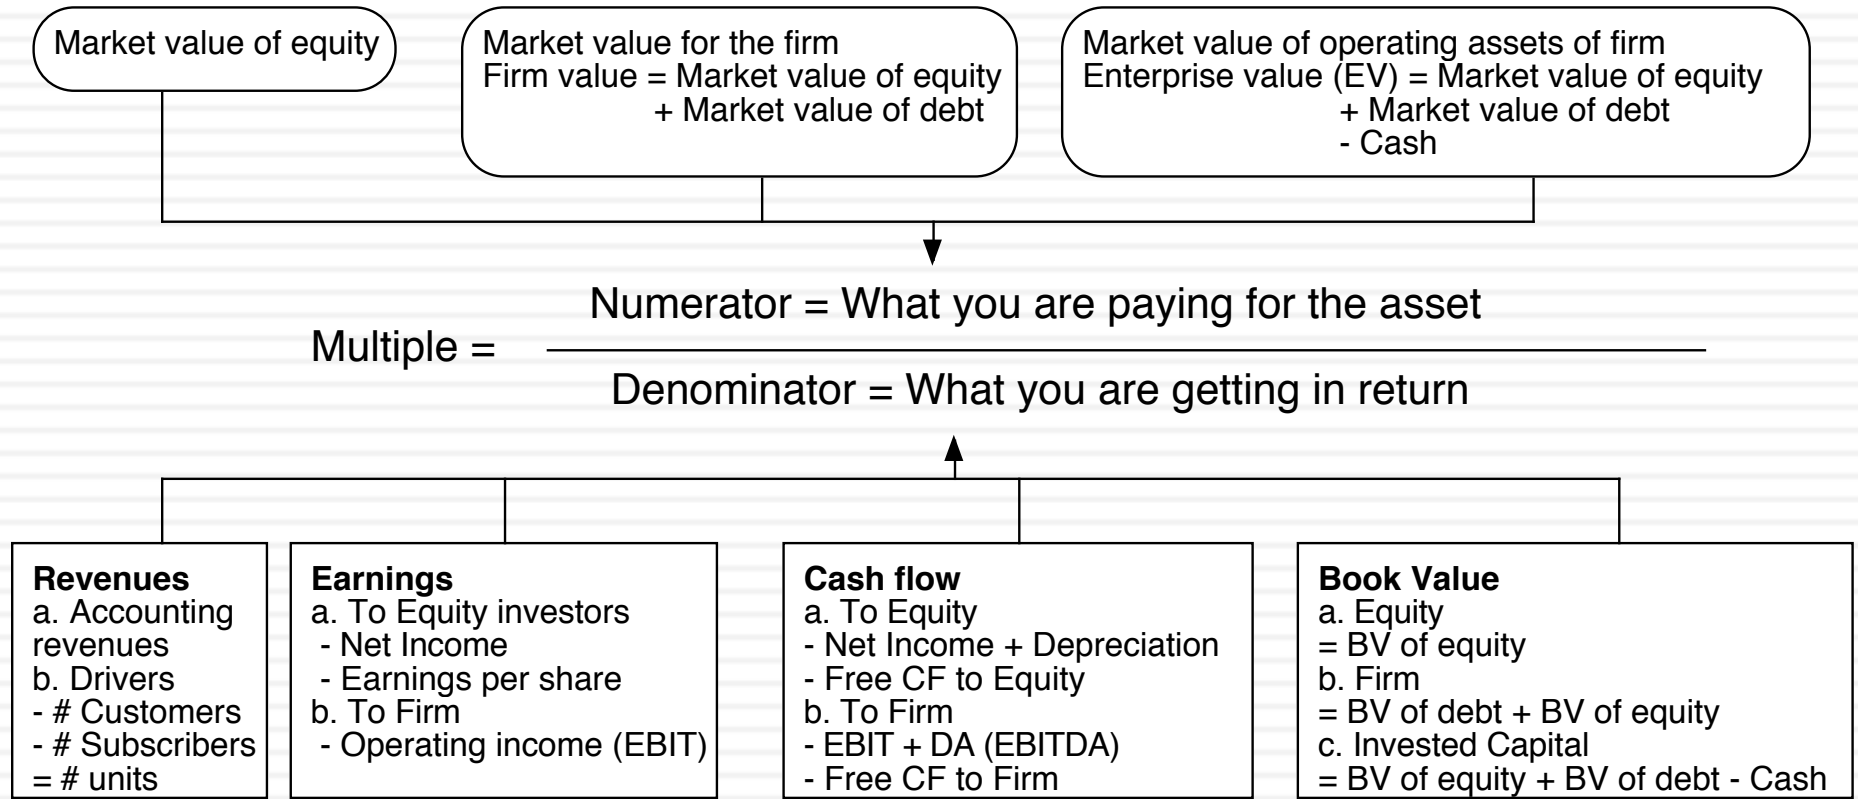 Market value of equity
Market value for the firm
Firm value = Market value of equity
+ Market value of debt
Market value of operating assets of firm
Enterprise value (EV) = Market value of equity
+ Market value of debt
- Cash
Numerator = What you are paying for the asset
Multiple =
Denominator = What you are getting in return
Revenues
a. Accounting
revenues
b. Drivers
- # Customers
- # Subscribers
= # units
Earnings
a. To Equity investors
- Net Income
- Earnings per share
b. To Firm
- Operating income (EBIT)
Cash flow
a. To Equity
- Net Income + Depreciation
- Free CF to Equity
b. To Firm
- EBIT + DA (EBITDA)
- Free CF to Firm
Book Value
a. Equity
= BV of equity
b. Firm
= BV of debt + BV of equity
c. Invested Capital
= BV of equity + BV of debt - Cash